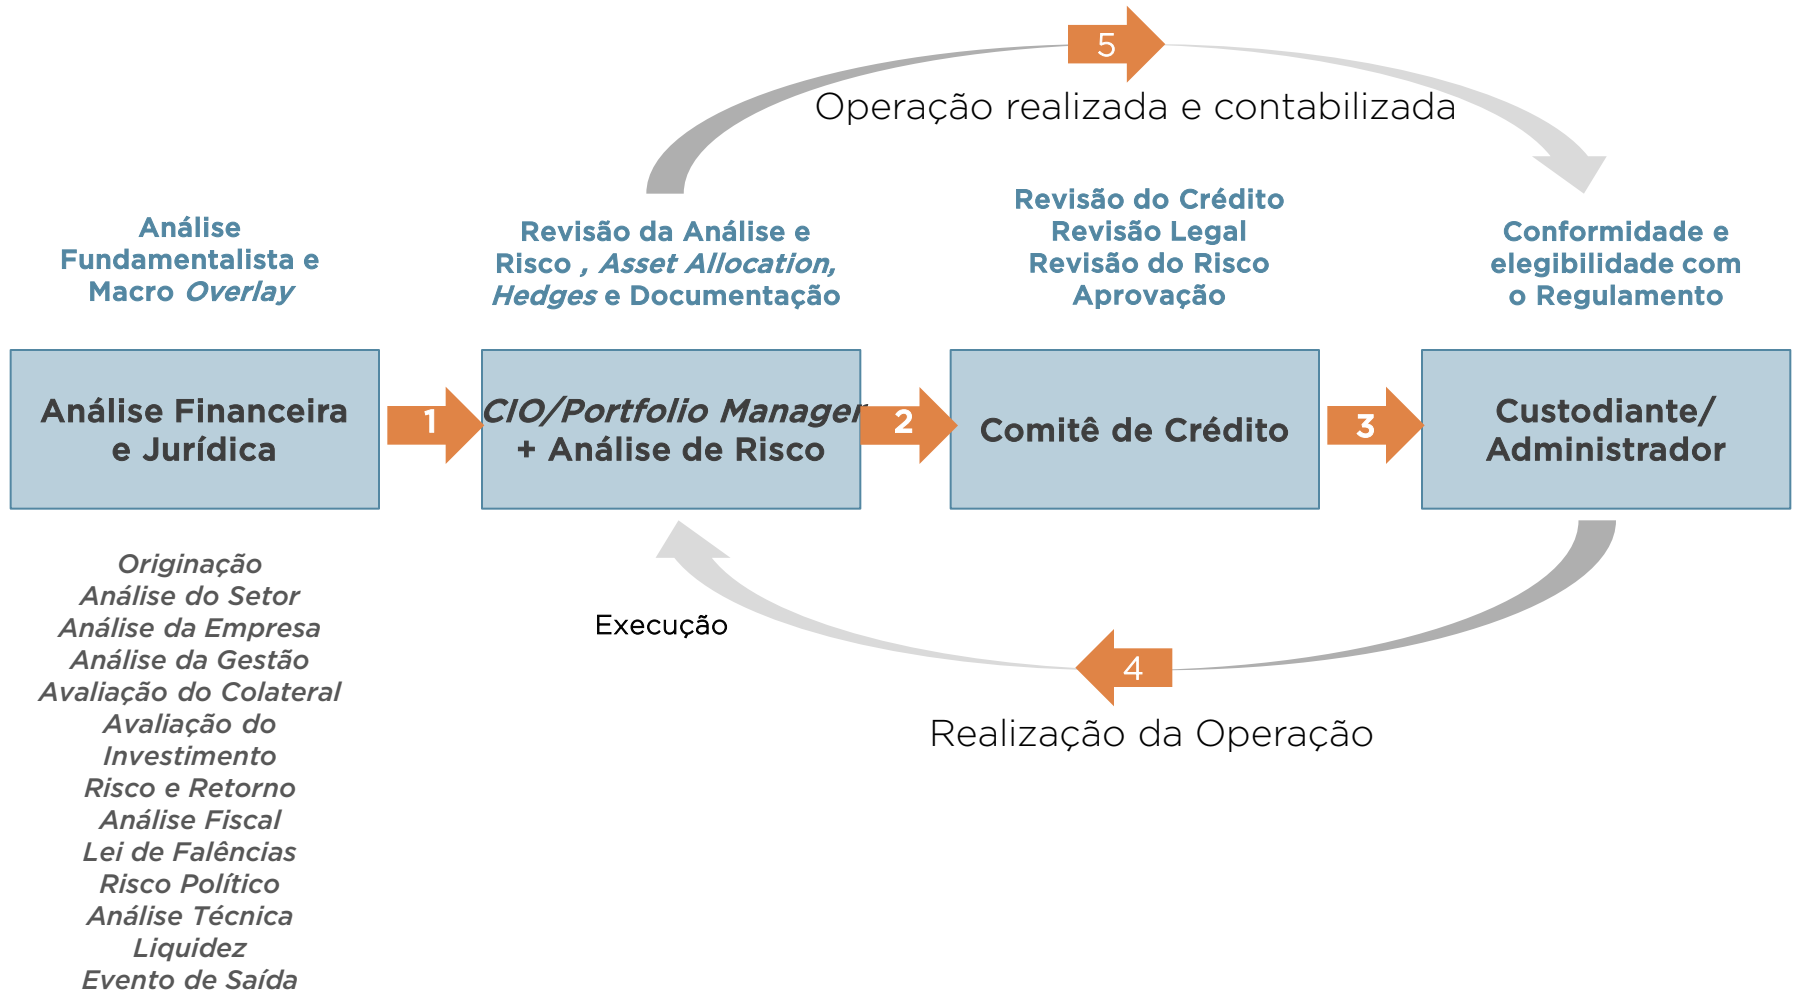 5
Operação realizada e contabilizada
Análise
Fundamentalista e
Macro Overlay
Revisão da Análise e
Risco , Asset Allocation,
Hedges e Documentação
Revisão do Crédito
Revisão Legal
Revisão do Risco
Aprovação
Conformidade e
elegibilidade com
o Regulamento
Análise Financeira
e Jurídica
1
CIO/Portfolio Manager
+ Análise de Risco
2
Comitê de Crédito
3
Custodiante/
Administrador
Originação
Análise do Setor
Análise da Empresa
Análise da Gestão
Avaliação do Colateral
Avaliação do
Investimento
Risco e Retorno
Análise Fiscal
Lei de Falências
Risco Político
Análise Técnica
Liquidez
Evento de Saída
Execução
4
Realização da Operação